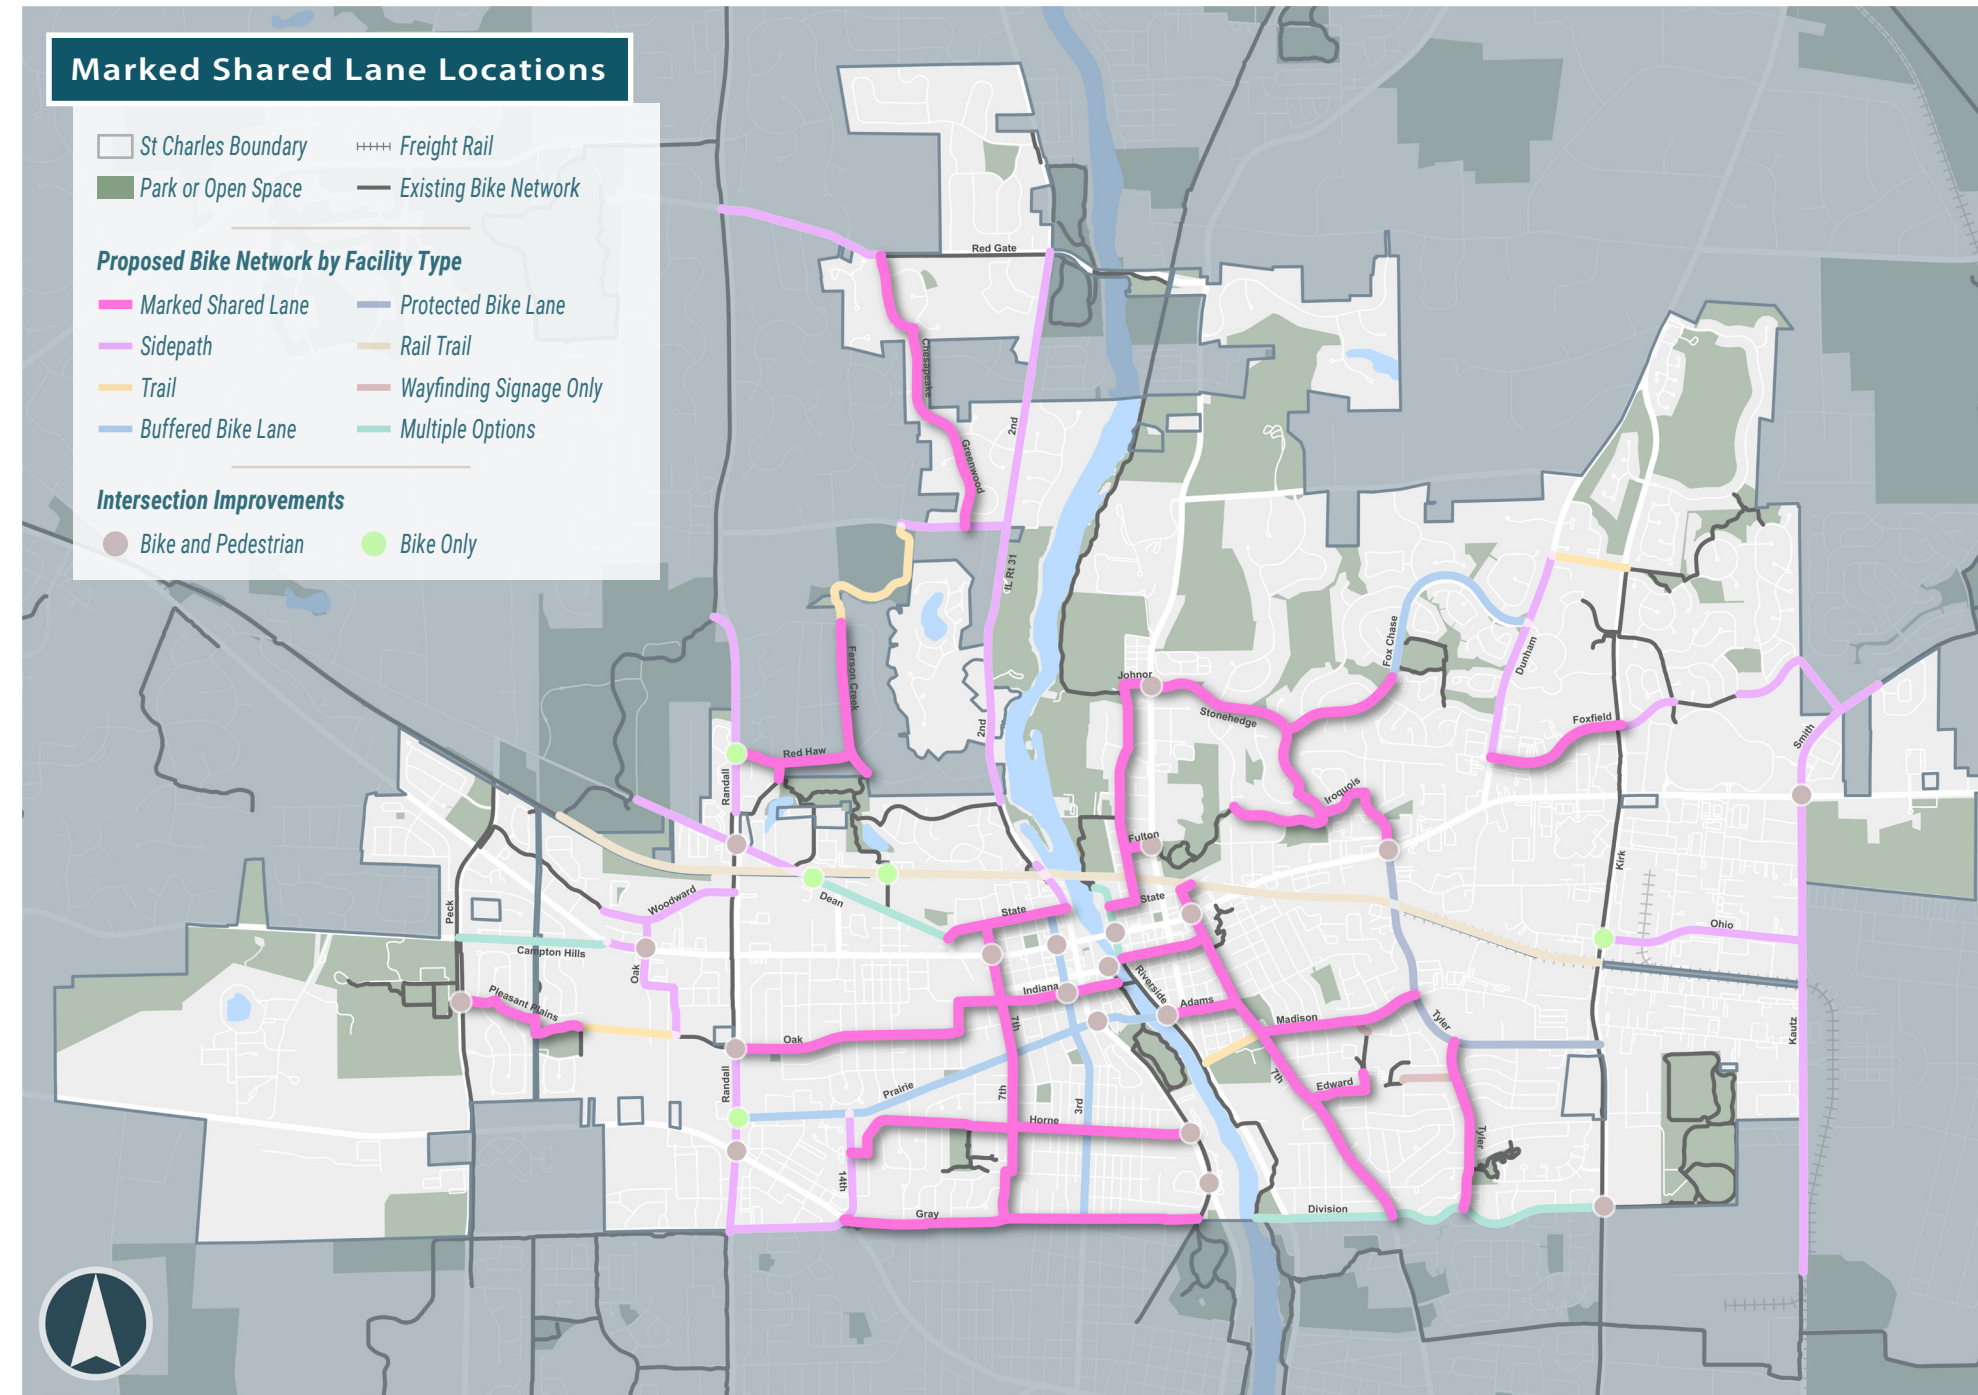 Marked Shared Lane Locations
St Charles Boundary
Freight Rail
Park or Open Space
Existing Bike Network
Proposed Bike Network by Facility Type
Marked Shared Lane
Protected Bike Lane
Sidepath
Rail Trail
Trail
Wayfinding Signage Only
Buffered Bike Lane
Multiple Options
Intersection Improvements
Bike and Pedestrian
Bike Only
Red Gate
Chesapeake
2nd
Greenwood
IL Rt 31
Ferson Creek
Fox Chase
Dunham
Johnor
Stonehedge
Foxfield
2nd
Smith
Red Haw
Randall
Iroquois
Fulton
Kirk
Woodward
Dean
State
State
Peck
Ohio
Campton Hills
Oak
Riverside
Pleasant Plains
Indiana
Adams
7th
Madison
Tyler
Kautz
Oak
Randall
Prairie
7th
3rd
7th
Edward
Horne
Tyler
14th
Gray
Division